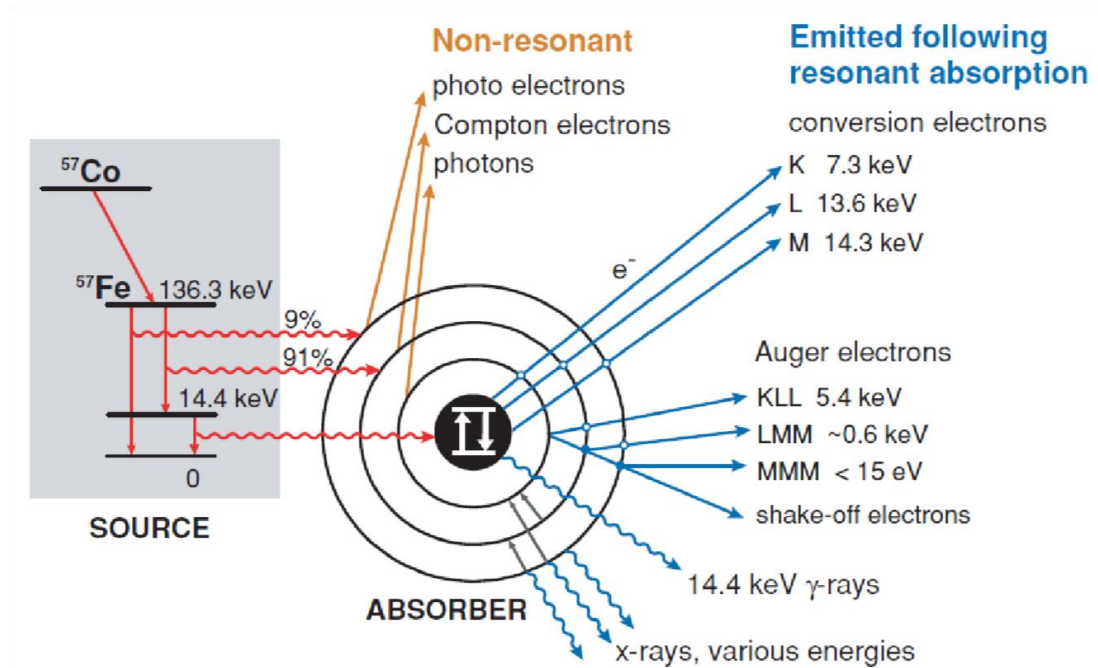 Non-resonant
photo electrons
Compton electrons
photons
Emitted following
resonant absorption
conversion electrons
K 7.3 keV
L 13.6 keV
M 14.3 keV
e⁻
Auger electrons
KLL 5.4 keV
LMM ~0.6 keV
MMM < 15 eV
shake-off electrons
14.4 keV γ-rays
x-rays, various energies
⁵⁷Co
⁵⁷Fe 136.3 keV
9%
91%
14.4 keV
0
SOURCE
ABSORBER